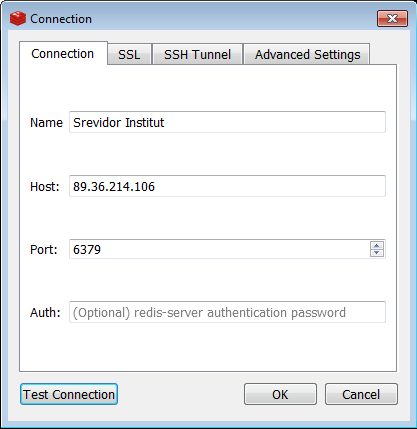 Connection
Connection SSL SSH Tunnel Advanced Settings
Name Srevidor Institut
Host: 89.36.214.106
Port: 6379
Auth: (Optional) redis-server authentication password
Test Connection OK Cancel